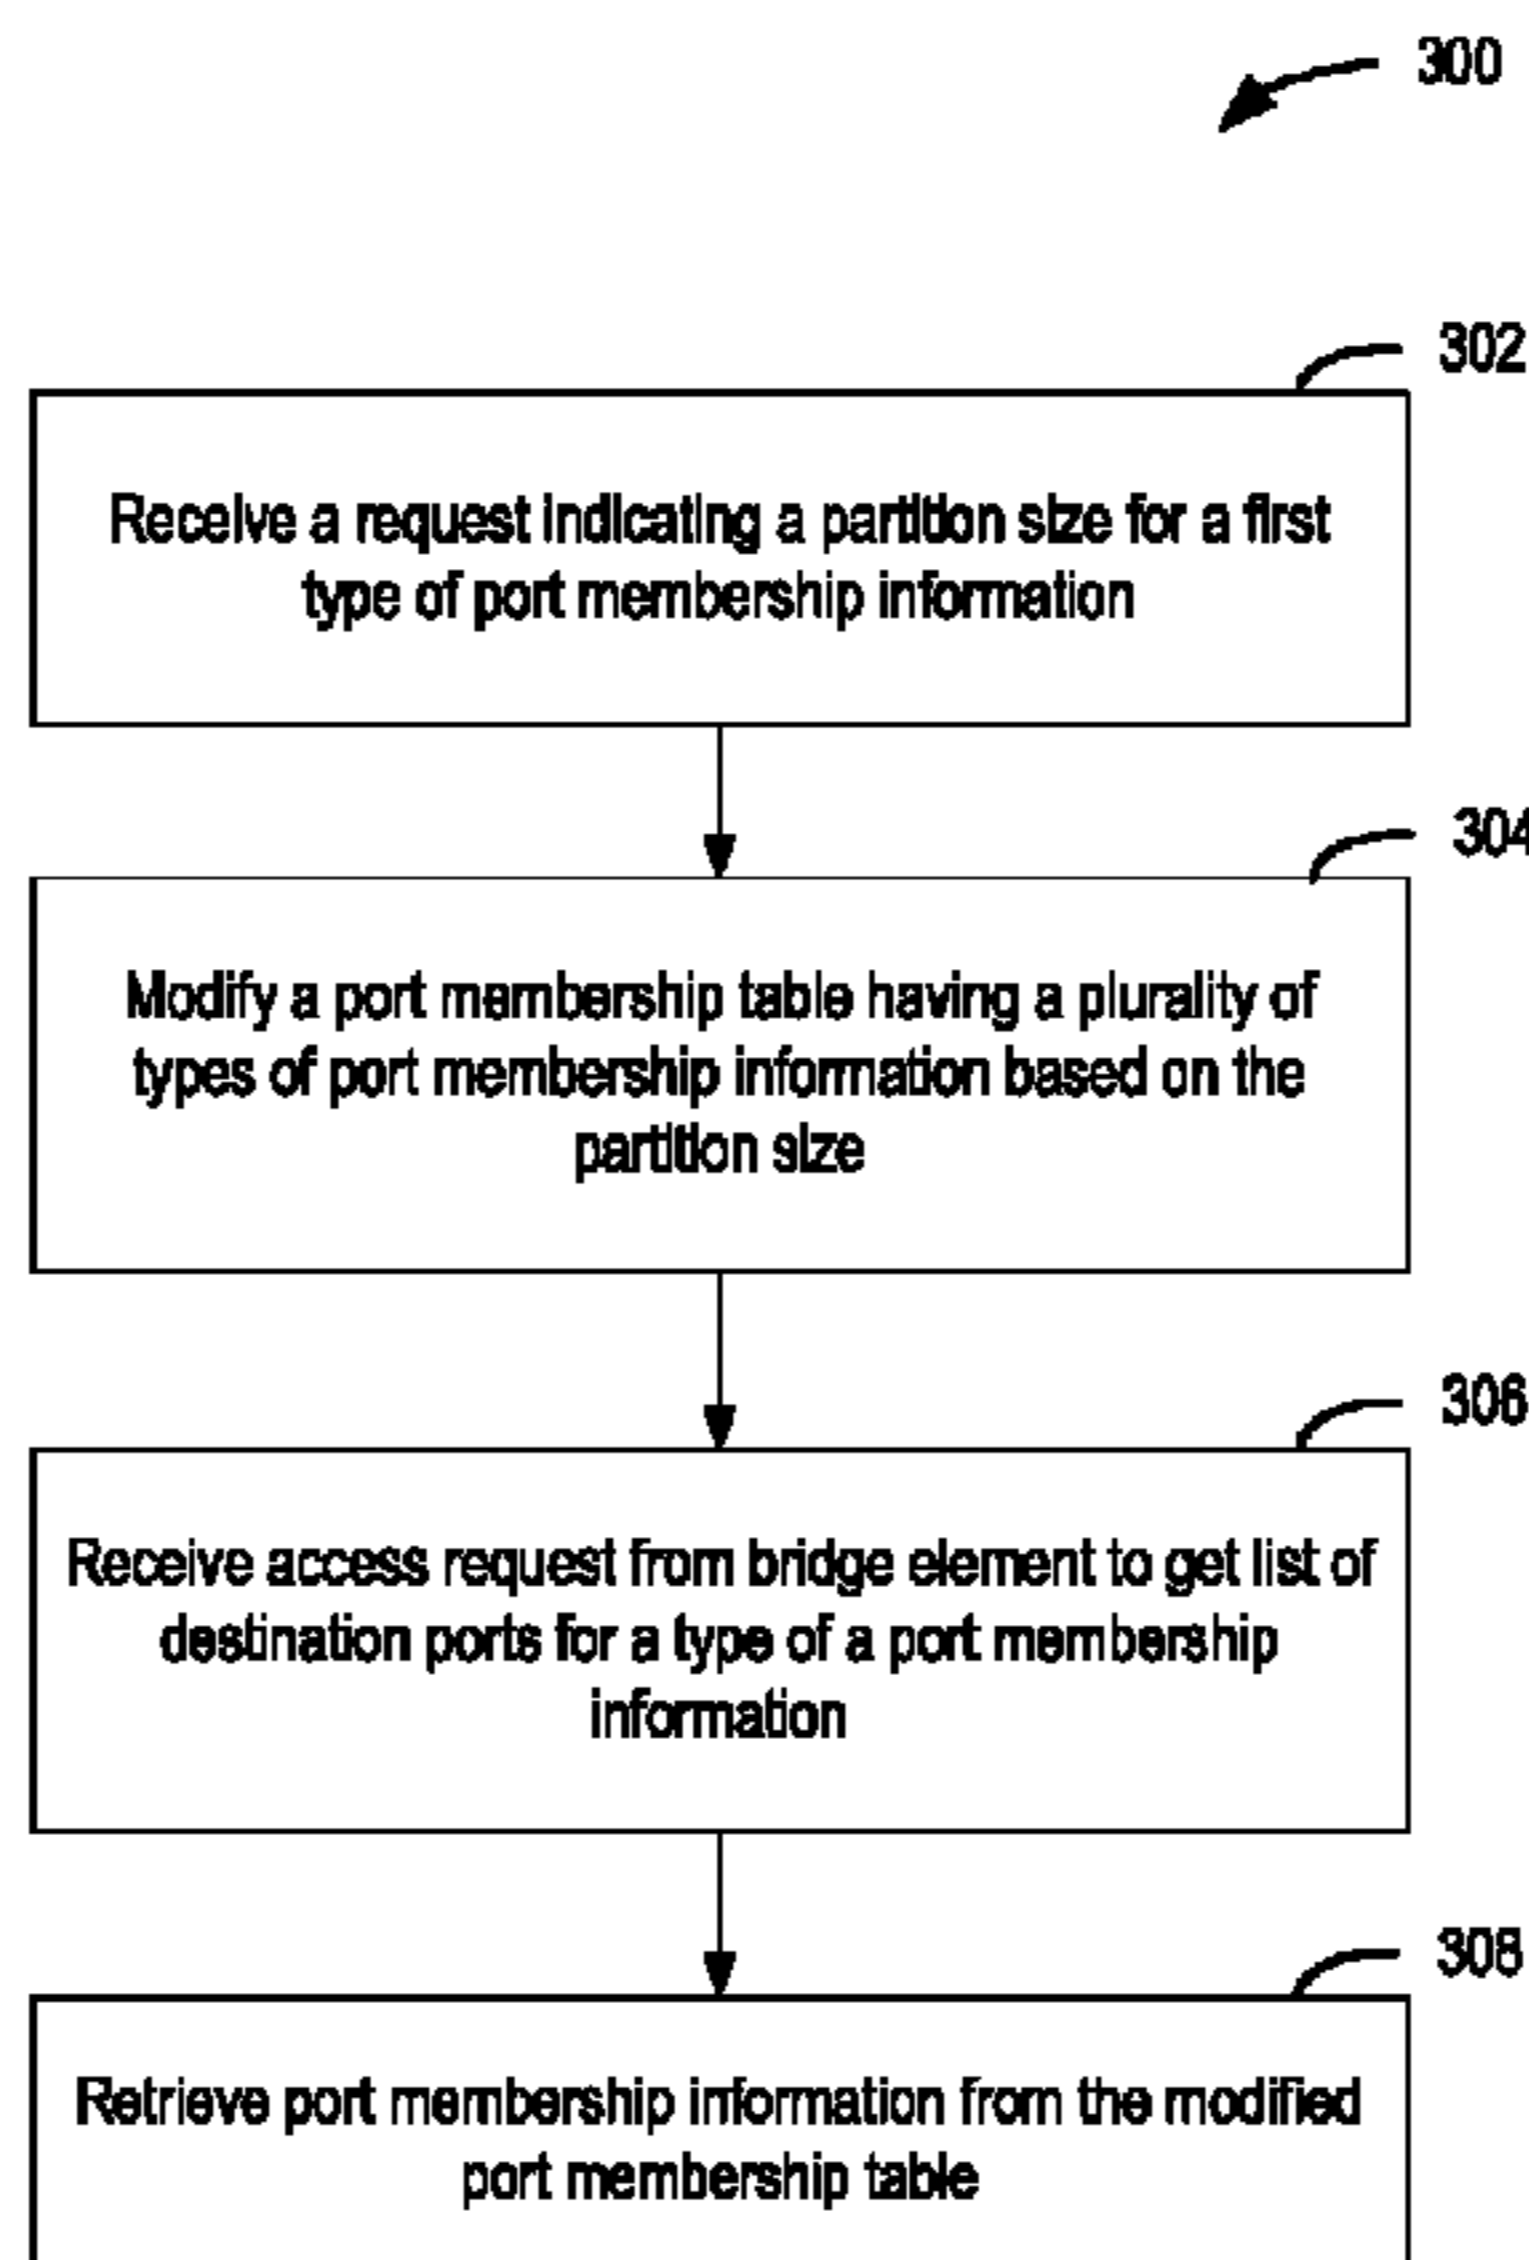 300
302
Receive a request indicating a partition size for a first
type of port membership information
304
Modify a port membership table having a plurality of
types of port membership information based on the
partition size
306
Receive access request from bridge element to get list of
destination ports for a type of a port membership
information
308
Retrieve port membership information from the modified
port membership table